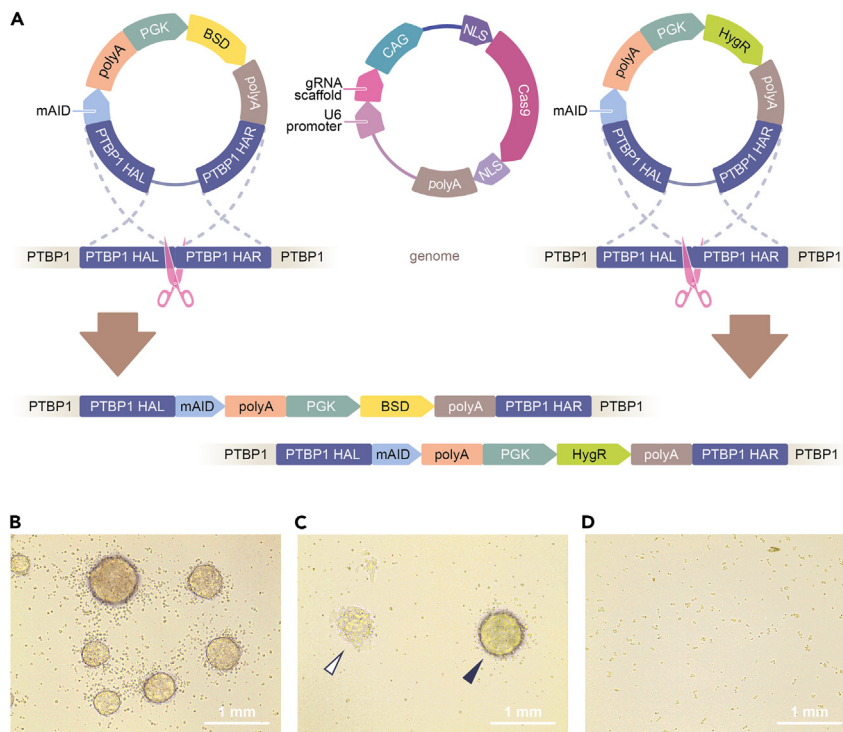 A
polyA
PGK
BSD
polyA
mAID
PTBP1 HAL
PTBP1 HAR
CAG
NLS
Cas9
NLS
polyA
gRNA
scaffold
U6
promoter
polyA
PGK
HygR
polyA
mAID
PTBP1 HAL
PTBP1 HAR
PTBP1 PTBP1 HAL PTBP1 HAR PTBP1
genome
PTBP1 PTBP1 HAL PTBP1 HAR PTBP1
PTBP1 PTBP1 HAL mAID polyA PGK BSD polyA PTBP1 HAR PTBP1
PTBP1 PTBP1 HAL mAID polyA PGK HygR polyA PTBP1 HAR PTBP1
B
1 mm
C
1 mm
D
1 mm